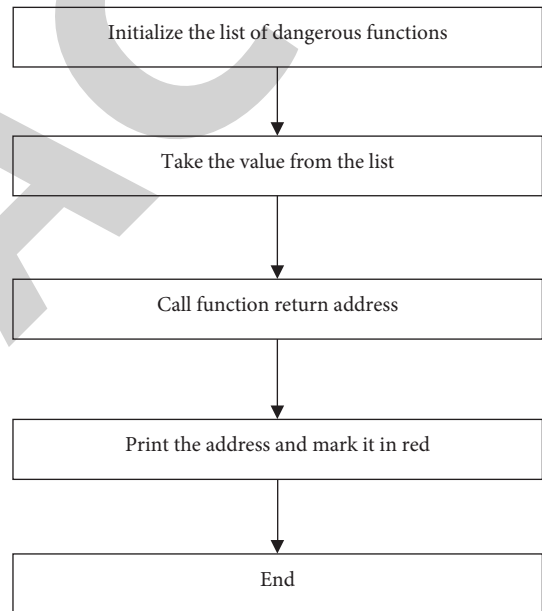 Initialize the list of dangerous functions
Take the value from the list
Call function return address
Print the address and mark it in red
End